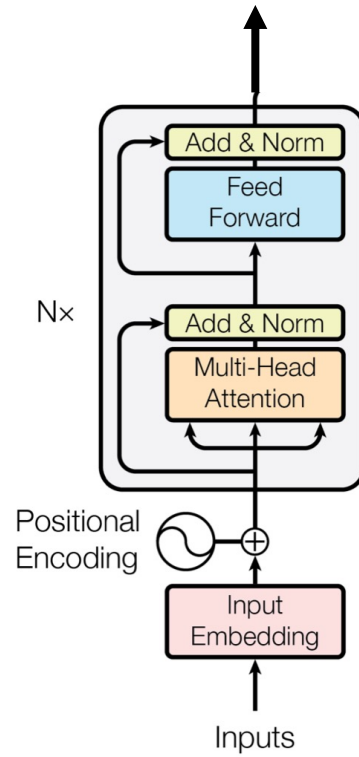 Add & Norm
Feed
Forward
N×
Add & Norm
Multi-Head
Attention
Positional
Encoding
Input
Embedding
Inputs